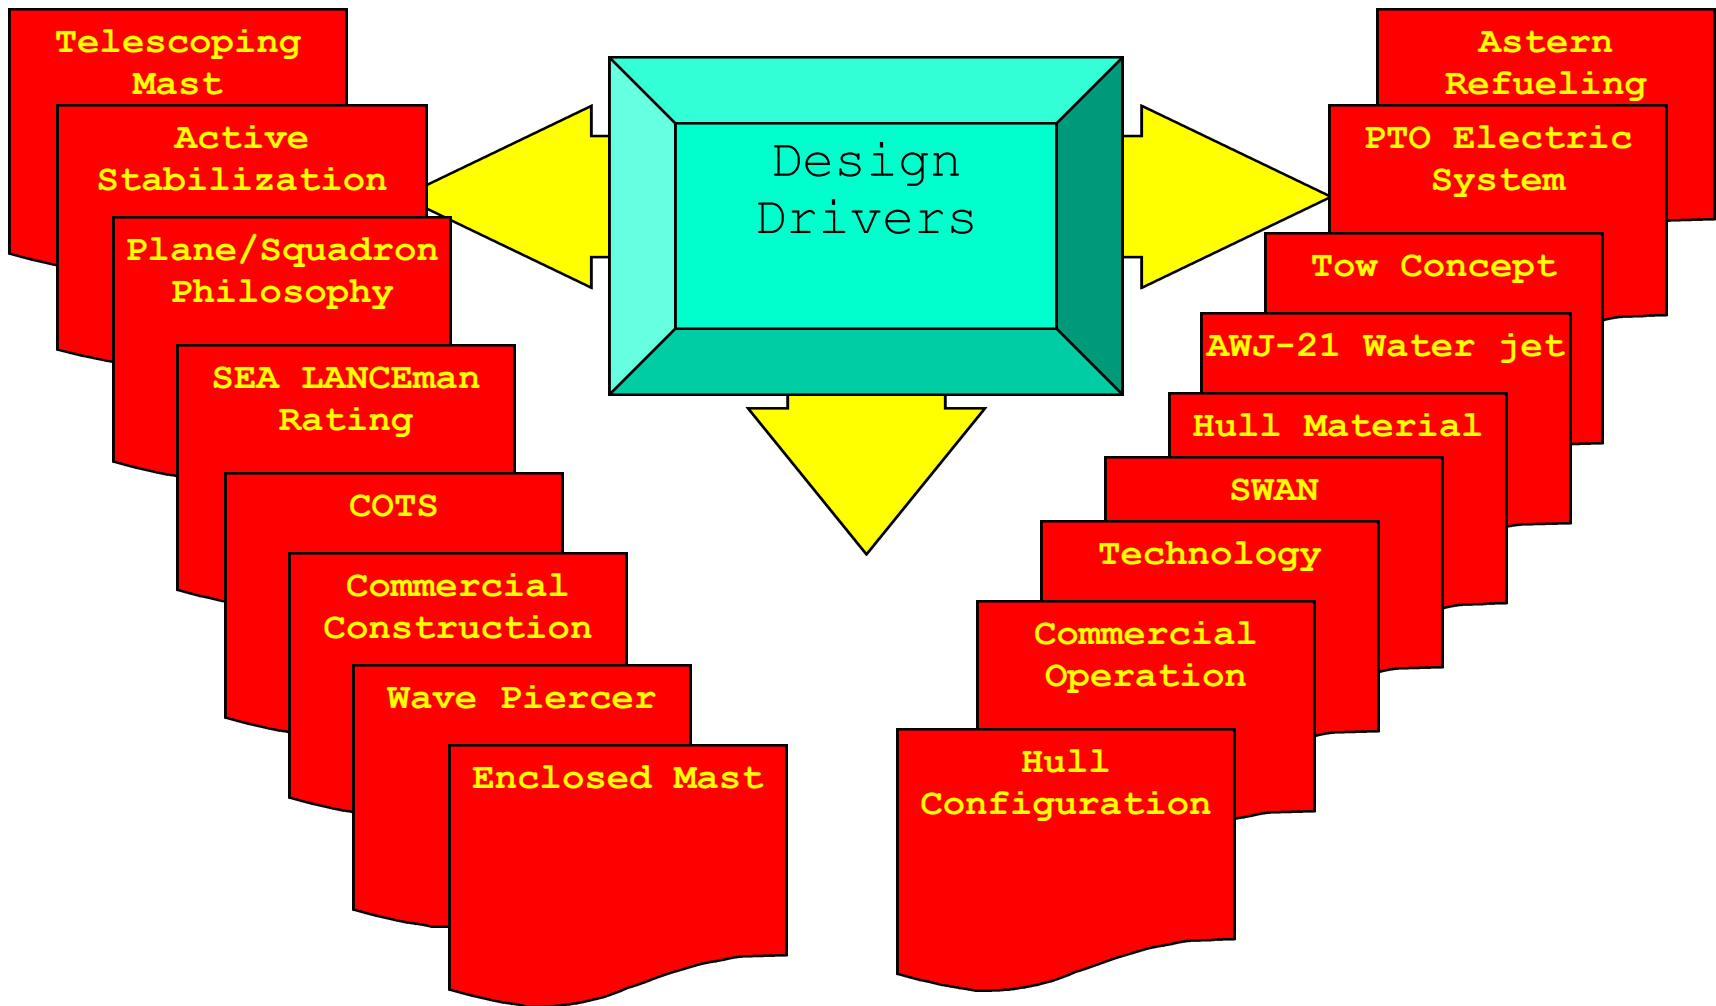 Telescoping
Mast
Active
Stabilization
Plane/Squadron
Philosophy
SEA LANCEman
Rating
COTS
Commercial
Construction
Wave Piercer
Enclosed Mast
Design
Drivers
Astern
Refueling
PTO Electric
System
Tow Concept
AWJ-21 Water jet
Hull Material
SWAN
Technology
Commercial
Operation
Hull
Configuration